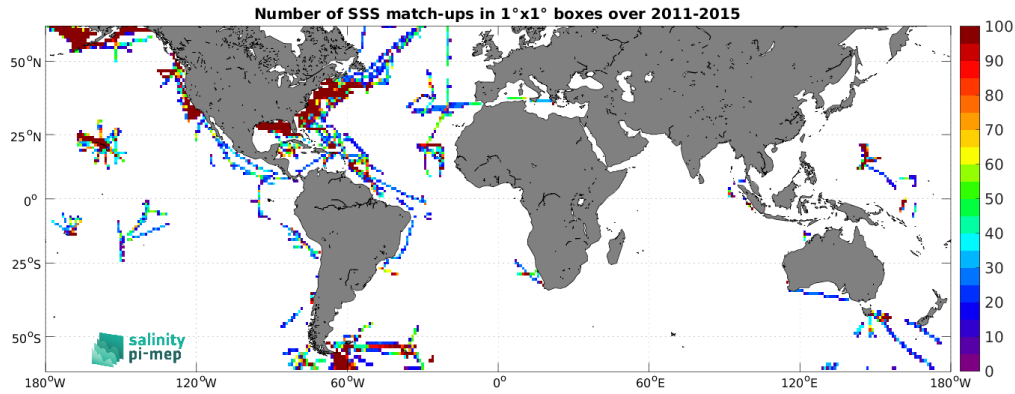 Number of SSS match-ups in 1°x1° boxes over 2011-2015
50°N
25°N
0°
25°S
50°S
180°W
120°W
60°W
0°
60°E
120°E
180°W
100
90
80
70
60
50
40
30
20
10
0
salinity
pi-mep